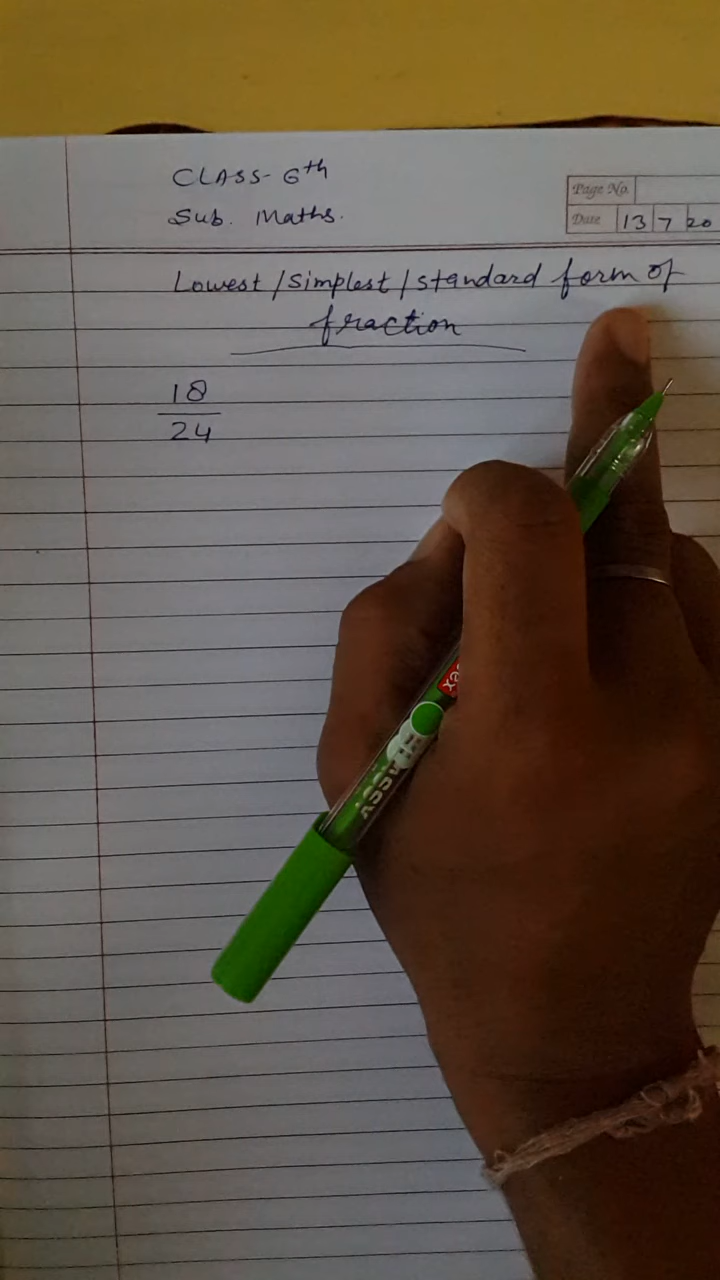 CLASS- 6th
Sub. Maths.
Page No.
Date 13 7 20
Lowest /Simplest / standard form of
fraction
18
24